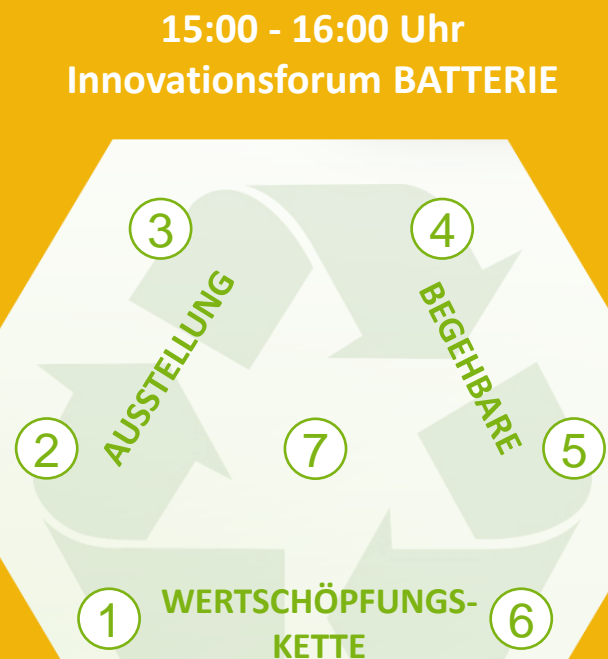 15:00 - 16:00 Uhr
Innovationsforum BATTERIE
3
4
AUSSTELLUNG
BEGEHBARE
2
7
5
1
WERTSCHÖPFUNGS-
KETTE
6